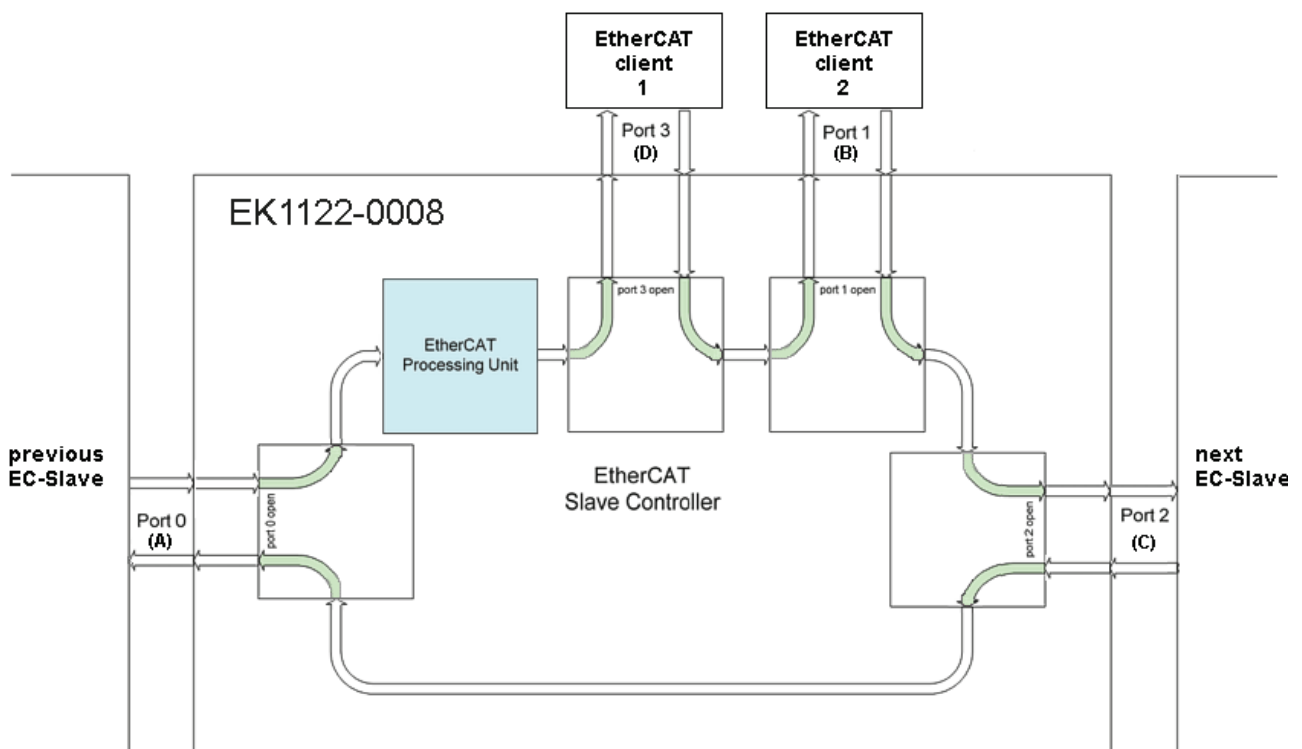 EtherCAT
client
1
EtherCAT
client
2
Port 3
(D)
Port 1
(B)
EK1122-0008
port 3 open
port 1 open
EtherCAT
Processing Unit
previous
EC-Slave
next
EC-Slave
EtherCAT
Slave Controller
port 0 open
port 2 open
Port 0
(A)
Port 2
(C)